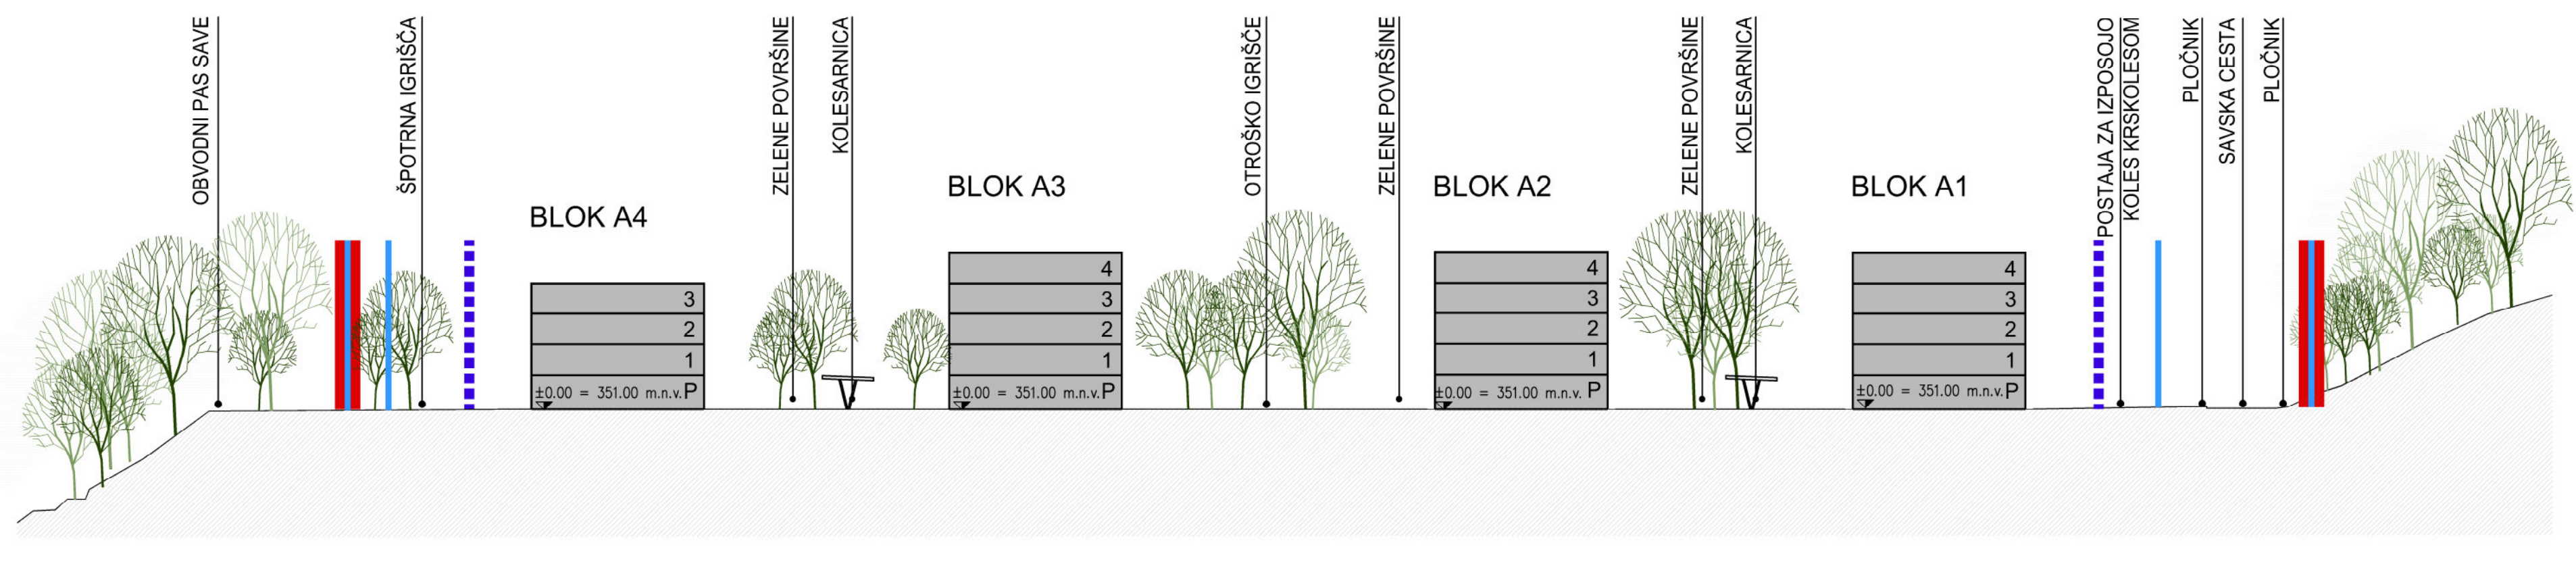 OBVODNI PAS SAVE
ŠPOTRNA IGRIŠČA
ZELENE POVRŠINE
KOLESARNICA
OTROŠKO IGRIŠČE
ZELENE POVRŠINE
ZELENE POVRŠINE
KOLESARNICA
POSTAJA ZA IZPOSOJO
KOLES KRSKOLESOM
PLOČNIK
SAVSKA CESTA
PLOČNIK
BLOK A4
3
2
1
±0.00 = 351.00 m.n.v. P
BLOK A3
4
3
2
1
±0.00 = 351.00 m.n.v. P
BLOK A2
4
3
2
1
±0.00 = 351.00 m.n.v. P
BLOK A1
4
3
2
1
±0.00 = 351.00 m.n.v. P